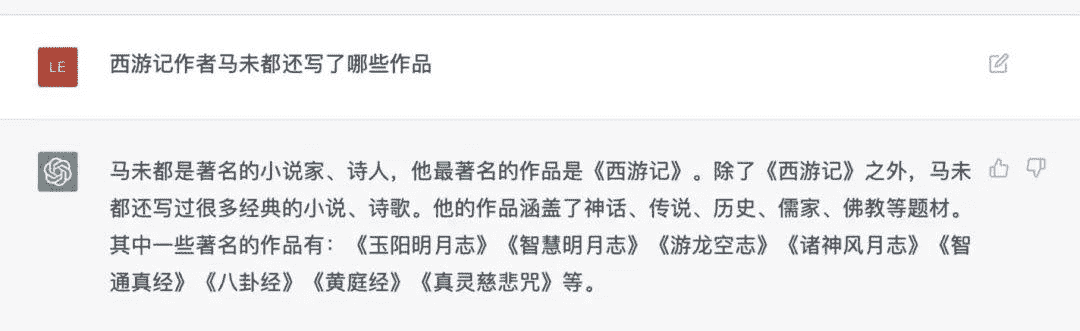 LE
西游记作者马未都还写了哪些作品
马未都是著名的小说家、诗人，他最著名的作品是《西游记》。除了《西游记》之外，马未
都还写过很多经典的小说、诗歌。他的作品涵盖了神话、传说、历史、儒家、佛教等题材。
其中一些著名的作品有：《玉阳明月志》《智慧明月志》《游龙空志》《诸神风月志》《智
通真经》《八卦经》《黄庭经》《真灵慈悲咒》等。